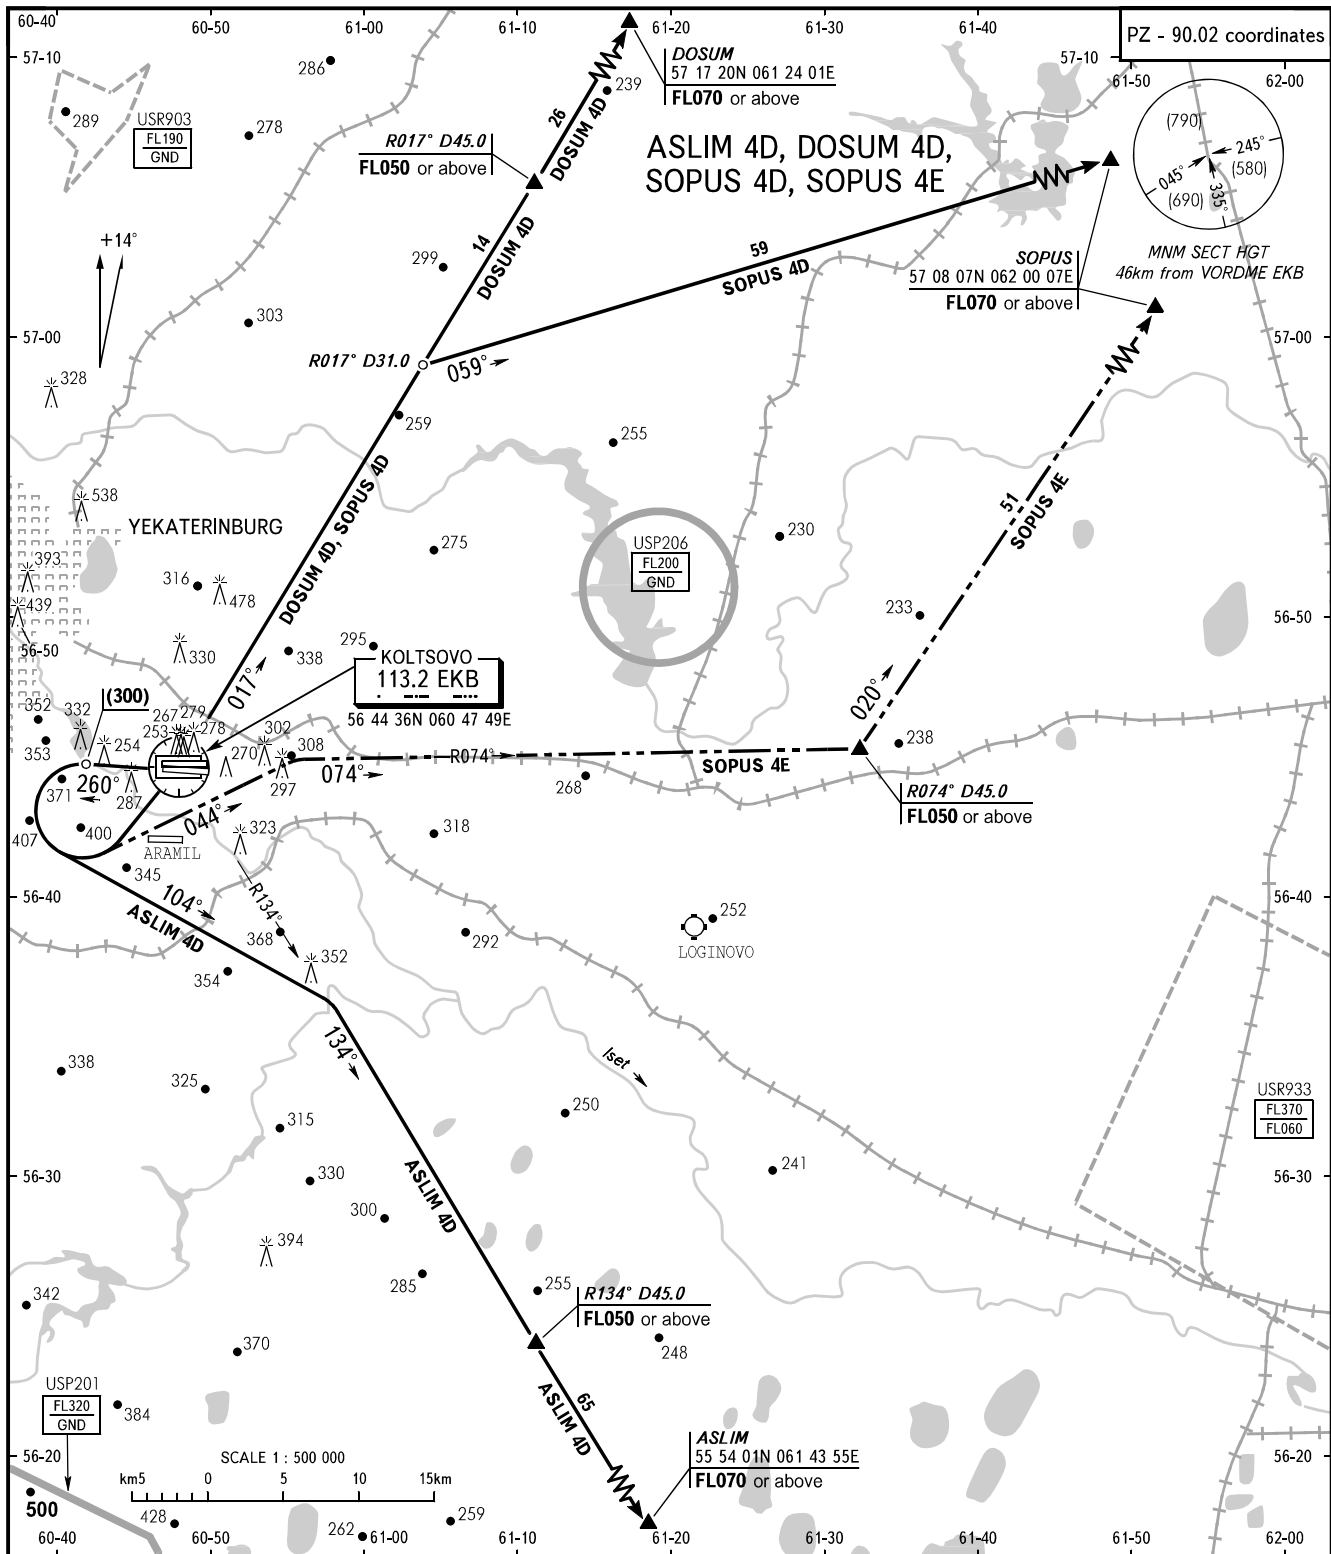 60-40
60-50
61-00
61-10
61-20
61-30
61-40
PZ - 90.02 coordinates
57-10
57-10
61-50
62-00
286
DOSUM
57 17 20N 061 24 01E
FL070 or above
239
289
USR903
FL190
GND
278
26
DOSUM 4D
R017° D45.0
FL050 or above
ASLIM 4D, DOSUM 4D,
SOPUS 4D, SOPUS 4E
(790)
245°
045°
(580)
(690)
335°
MNM SECT HGT
46km from VORDME EKB
+14°
299
14
DOSUM 4D
59
SOPUS 4D
SOPUS
57 08 07N 062 00 07E
FL070 or above
303
57-00
57-00
R017° D31.0
059°
328
259
255
538
YEKATERINBURG
DOSUM 4D, SOPUS 4D
51
SOPUS 4E
275
230
USP206
FL200
GND
393
316
478
439
233
56-50
56-50
330
338
295
KOLTSOVO
113.2 EKB
56 44 36N 060 47 49E
017°
020°
(300)
352
332
267
279
253
278
302
353
254
270
308
238
R074°
074°
SOPUS 4E
371
260°
287
297
268
R074° D45.0
FL050 or above
407
400
044°
323
318
ARAMIL
345
56-40
56-40
104°
ASLIM 4D
R134°
368
292
252
LOGINOVO
352
354
134°
Iset
338
325
250
USR933
FL370
FL060
315
56-30
56-30
330
241
ASLIM 4D
300
394
285
255
342
R134° D45.0
FL050 or above
370
248
USP201
FL320
GND
384
65
ASLIM 4D
ASLIM
55 54 01N 061 43 55E
FL070 or above
56-20
56-20
SCALE 1 : 500 000
km5
0
5
10
15km
500
428
262
259
60-40
60-50
61-00
61-10
61-20
61-30
61-40
61-50
62-00